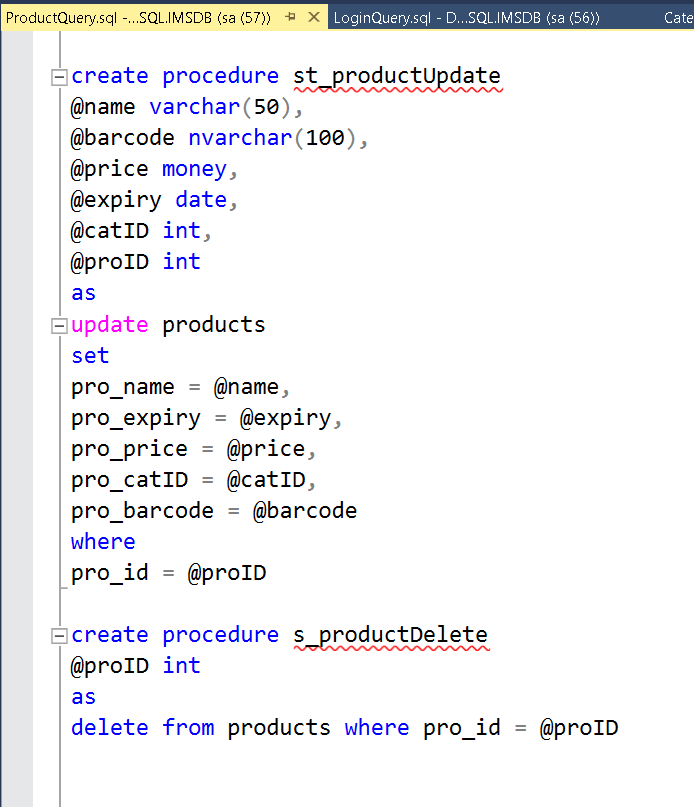 ProductQuery.sql -...SQL.IMSDB (sa (57)) LoginQuery.sql - D...SQL.IMSDB (sa (56)) Cate
create procedure st_productUpdate
@name varchar(50),
@barcode nvarchar(100),
@price money,
@expiry date,
@catID int,
@proID int
as
update products
set
pro_name = @name,
pro_expiry = @expiry,
pro_price = @price,
pro_catID = @catID,
pro_barcode = @barcode
where
pro_id = @proID
create procedure s_productDelete
@proID int
as
delete from products where pro_id = @proID